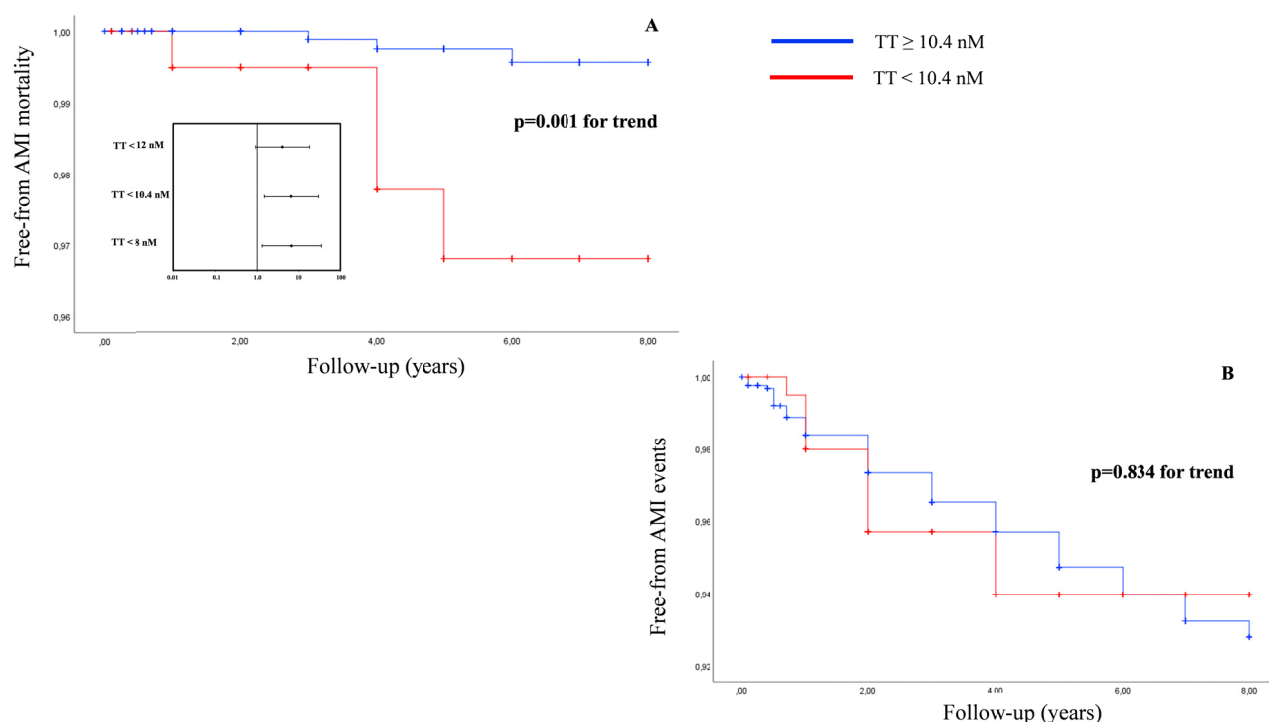 A
1,00
0,99
0,98
0,97
0,96
Free-from AMI mortality
p=0.001 for trend
TT < 12 nM
TT < 10.4 nM
TT < 8 nM
0.01 0.1 1.0 10 100
,00 2,00 4,00 6,00 8,00
Follow-up (years)
TT ≥ 10.4 nM
TT < 10.4 nM
B
1,00
0,98
0,96
0,94
0,92
Free-from AMI events
p=0.834 for trend
,00 2,00 4,00 6,00 8,00
Follow-up (years)